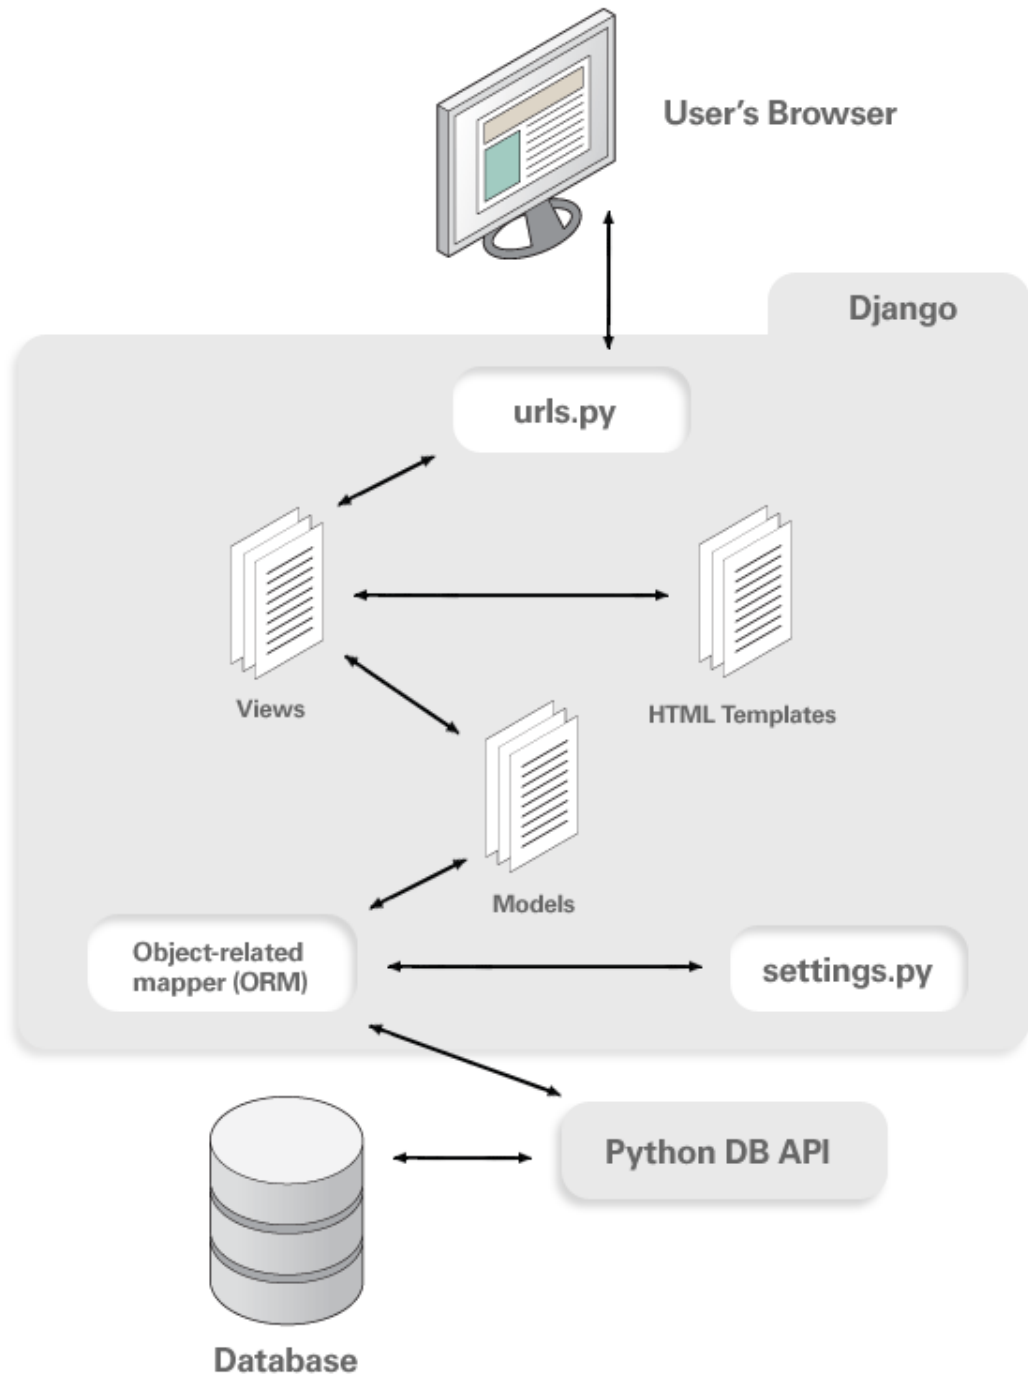 User's Browser
Django
urls.py
Views
HTML Templates
Models
Object-related
mapper (ORM)
settings.py
Python DB API
Database